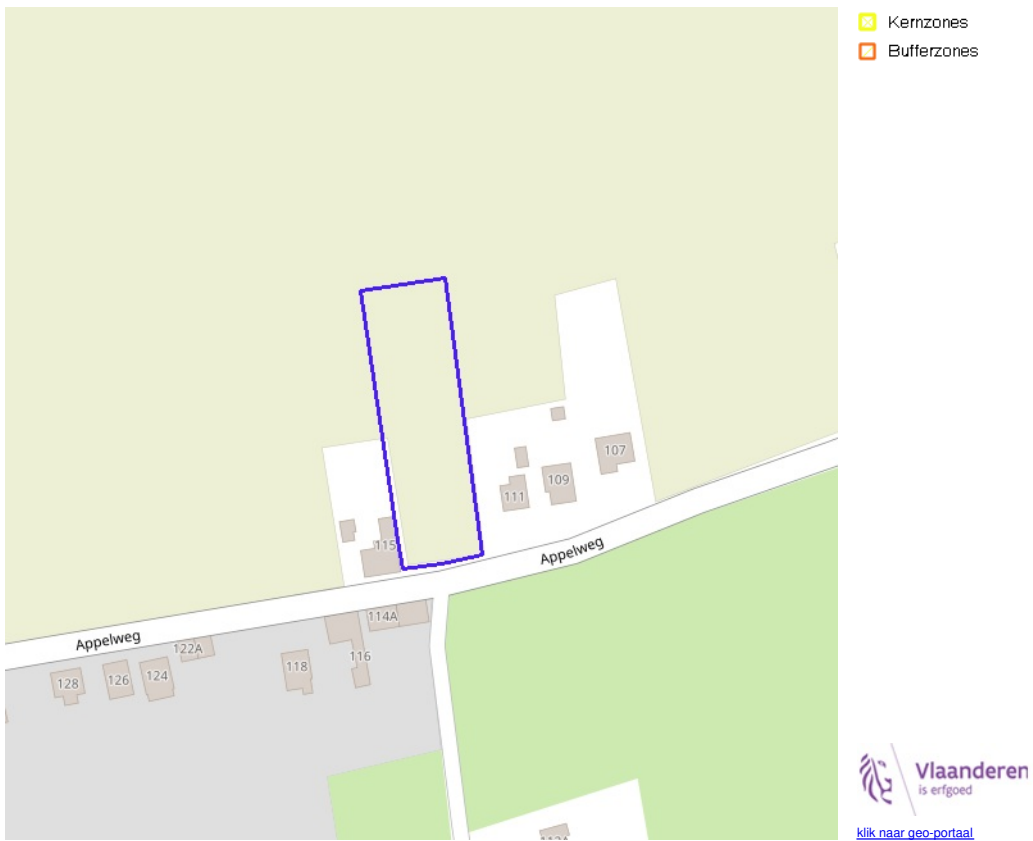 Kernzones
Bufferzones
107
109
111
115
Appelweg
114A
Appelweg
122A
116
118
124
126
128
Vlaanderen
is erfgoed
klik naar geo-portaal